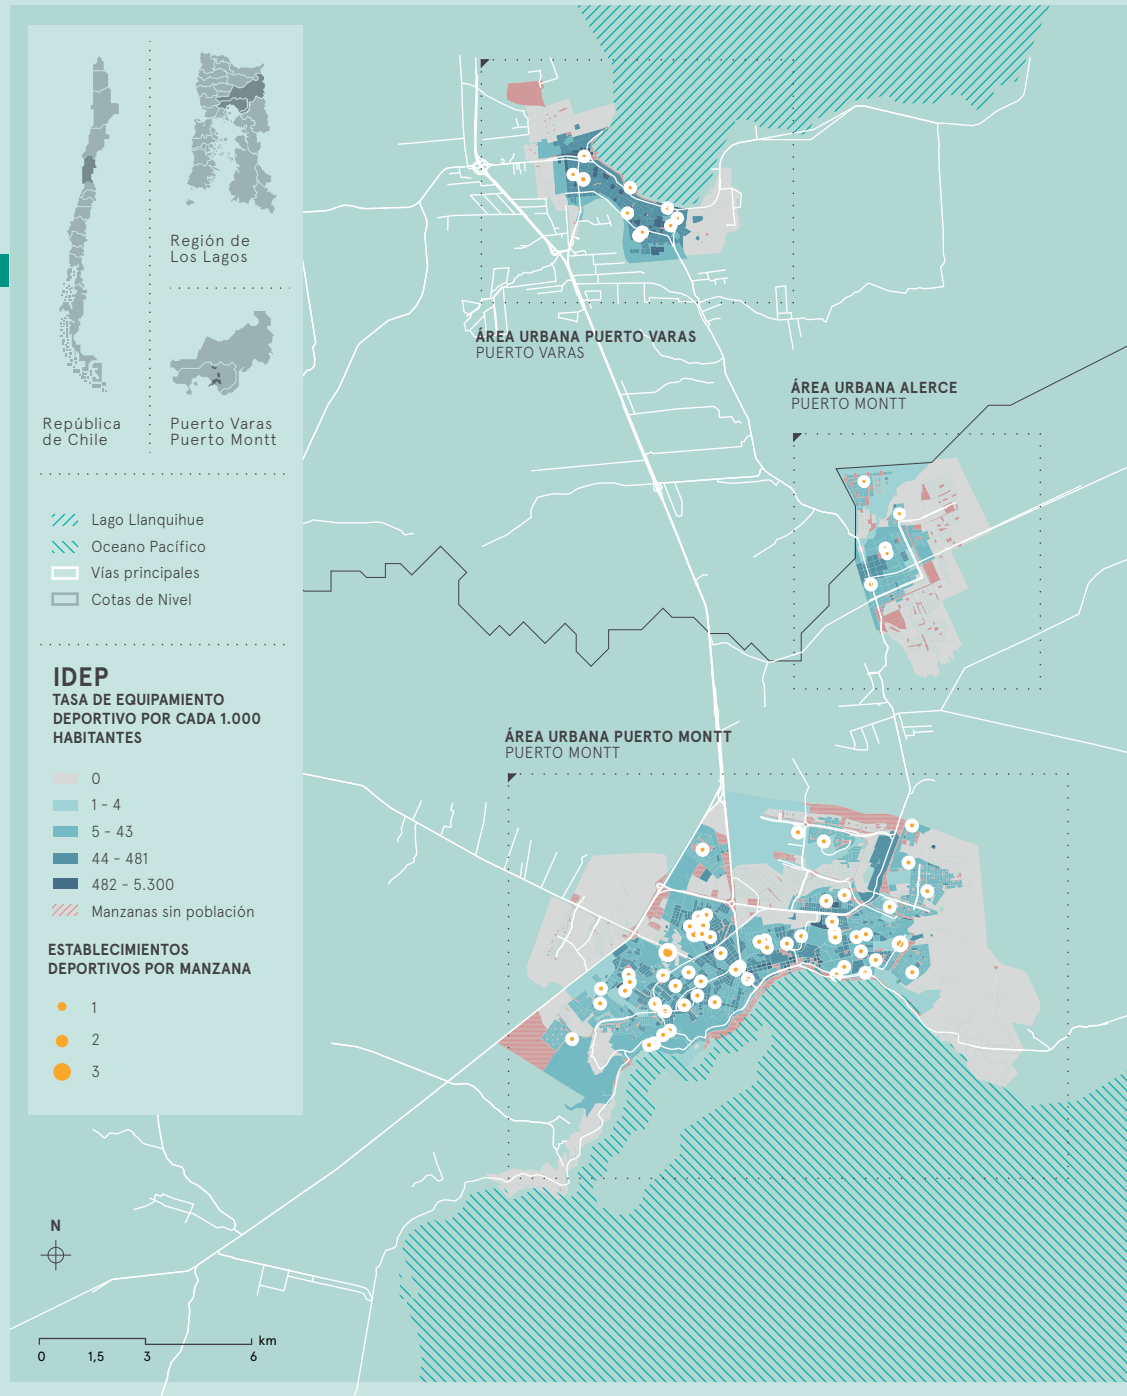 Región de
Los Lagos
República
de Chile
Puerto Varas
Puerto Montt
Lago Llanquihue
Oceano Pacífico
Vías principales
Cotas de Nivel
IDEP
TASA DE EQUIPAMIENTO
DEPORTIVO POR CADA 1.000
HABITANTES
0
1 - 4
5 - 43
44 - 481
482 - 5.300
Manzanas sin población
ESTABLECIMIENTOS
DEPORTIVOS POR MANZANA
1
2
3
N
km
0 1,5 3 6
ÁREA URBANA PUERTO VARAS
PUERTO VARAS
ÁREA URBANA ALERCE
PUERTO MONTT
ÁREA URBANA PUERTO MONTT
PUERTO MONTT